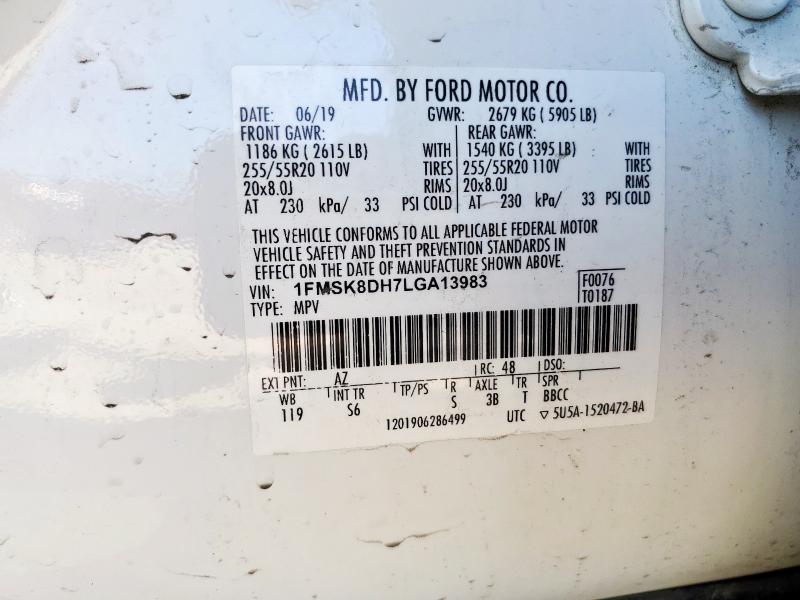 MFD. BY FORD MOTOR CO.
DATE: 06/19 GVWR: 2679 KG ( 5905 LB)
FRONT GAWR: REAR GAWR:
1186 KG ( 2615 LB) WITH 1540 KG ( 3395 LB) WITH
255/55R20 110V TIRES 255/55R20 110V TIRES
20x8.0J RIMS 20x8.0J RIMS
AT 230 kPa/ 33 PSI COLD AT 230 kPa/ 33 PSI COLD
THIS VEHICLE CONFORMS TO ALL APPLICABLE FEDERAL MOTOR
VEHICLE SAFETY AND THEFT PREVENTION STANDARDS IN
EFFECT ON THE DATE OF MANUFACTURE SHOWN ABOVE.
VIN: 1FMSK8DH7LGA13983 F0076
TYPE: MPV T0187
EXT PNT: AZ RC: 48 DSO:
WB INT TR TP/PS R AXLE TR SPR
119 S6 S 3B T BBCC
1201906286499 UTC ▽ 5U5A-1520472-BA